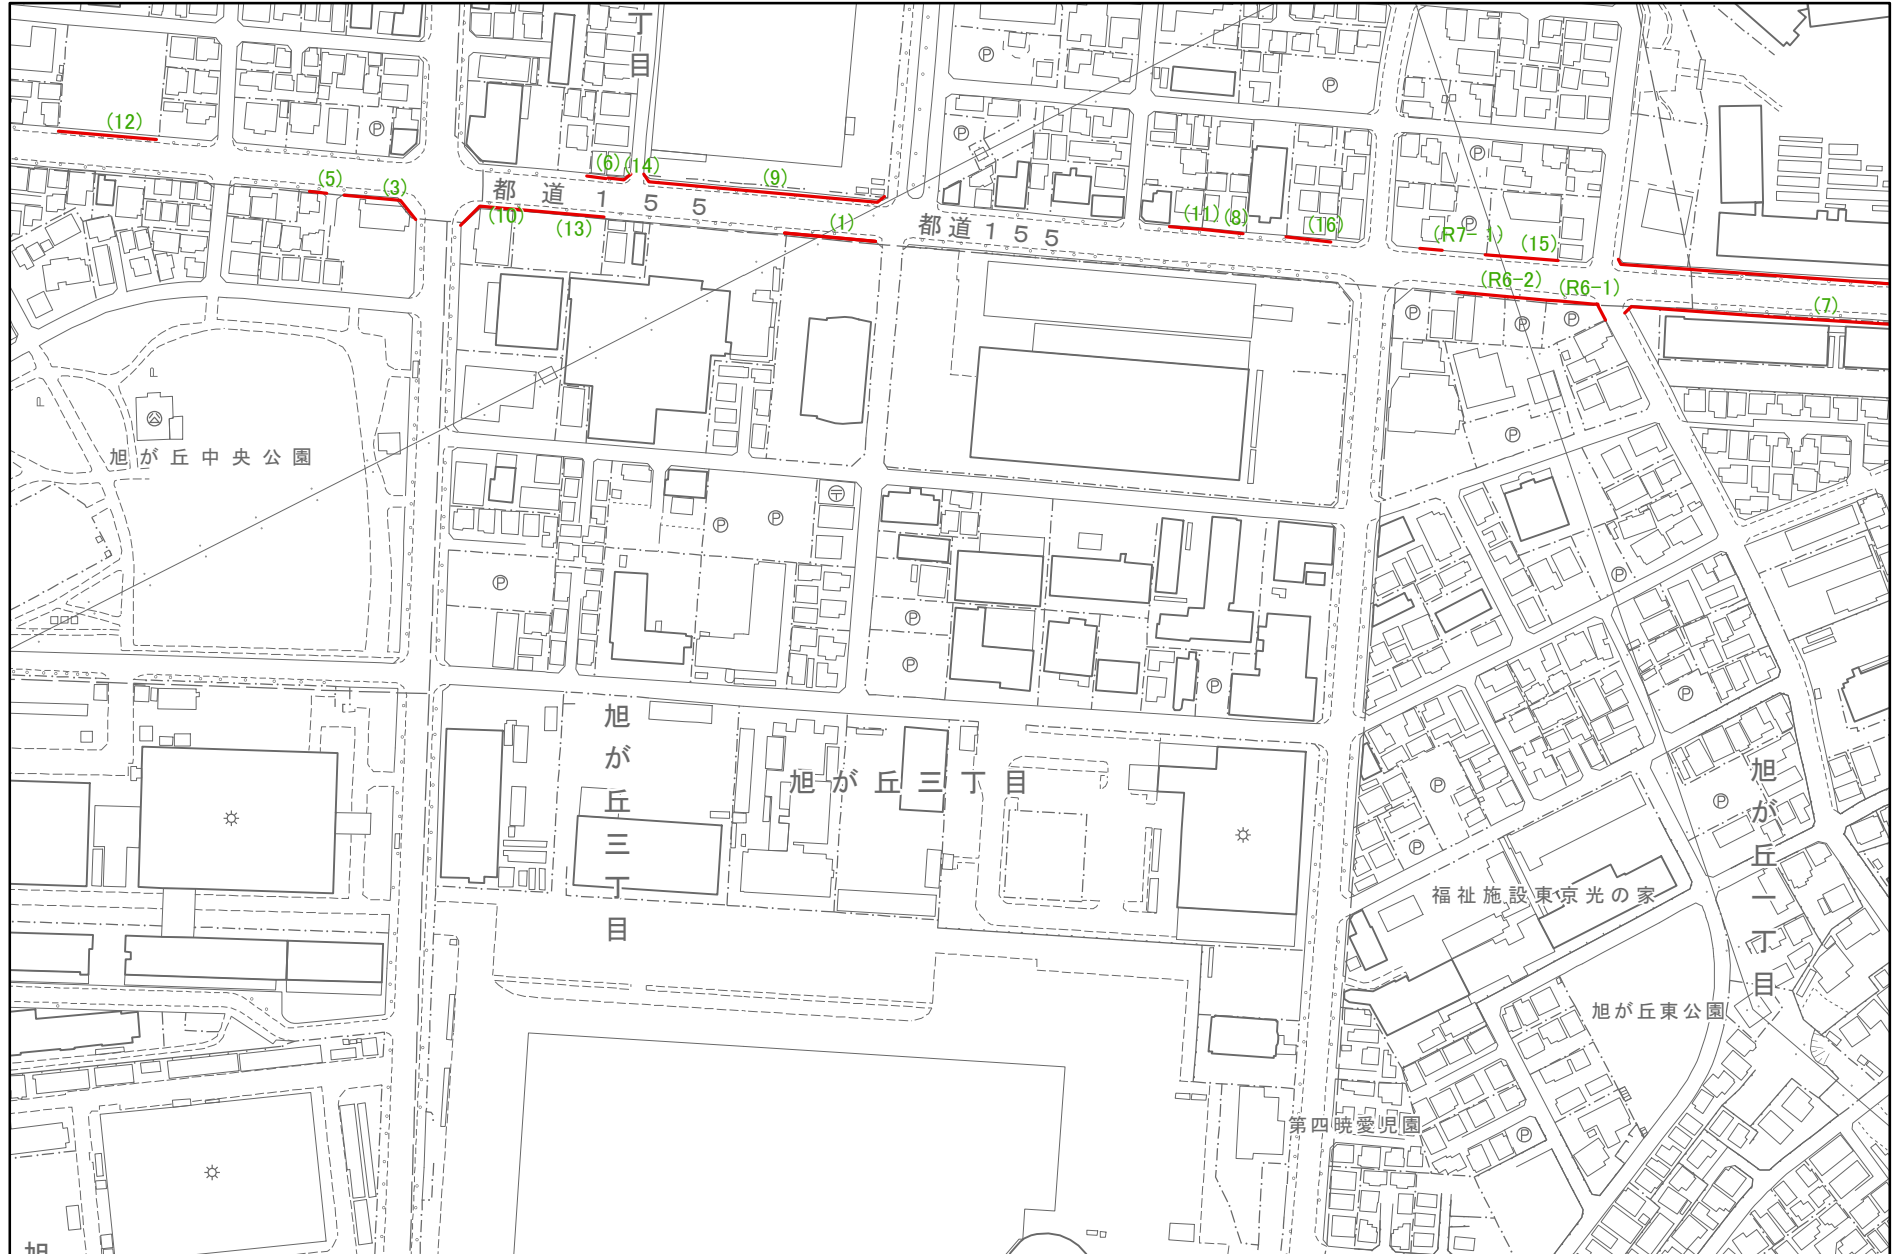 丁目
(12)
(6)
(14)
(5)
(3)
(9)
都道155
(10)
(13)
(1)
都道155
(11)
(8)
(16)
(15)
(R6-2)
(R6-1)
(7)
旭が丘中央公園
旭が丘三丁目
旭が丘三丁目
旭が丘一丁目
福祉施設東京光の家
旭が丘東公園
第四暁愛児園
旭